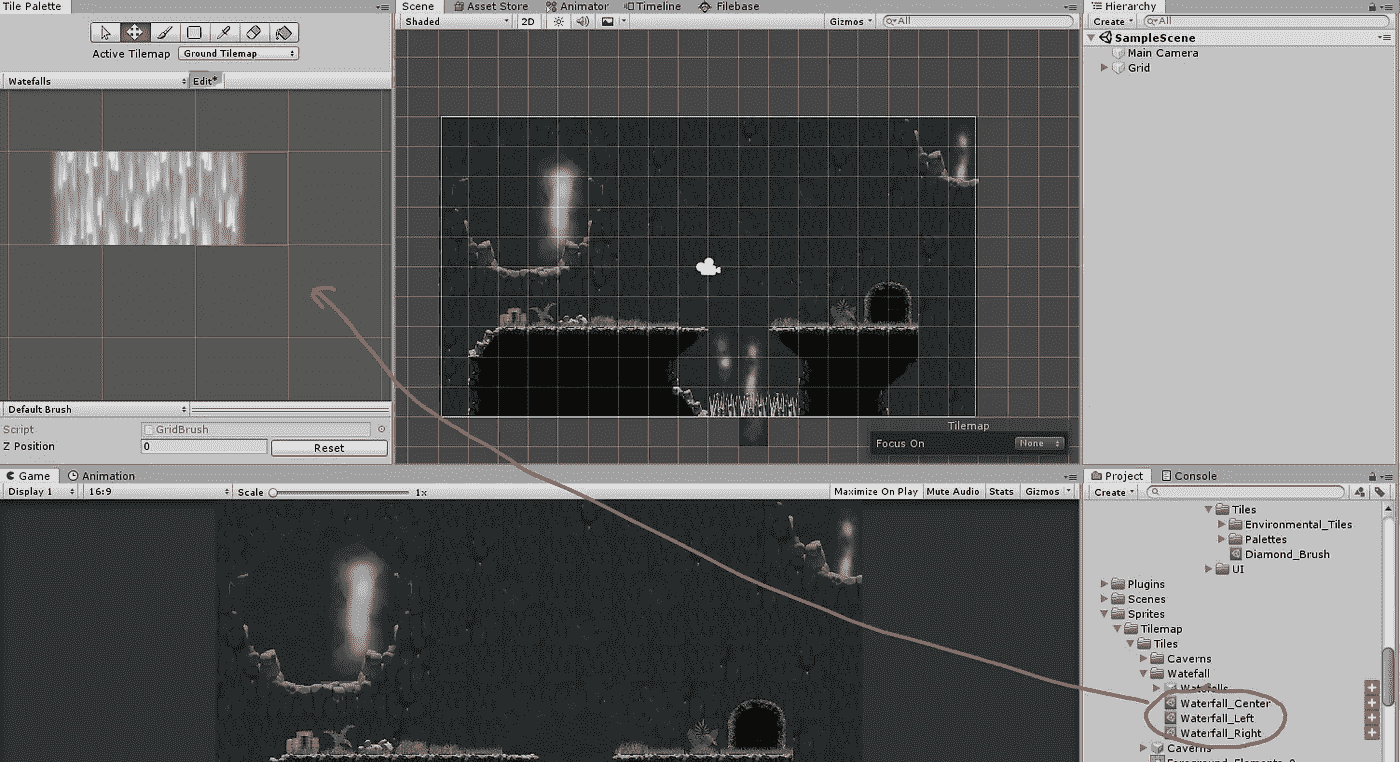 Tile Palette
Active Tilemap Ground Tilemap
Watefalls Edit*
Default Brush
Script GridBrush
Z Position 0 Reset
Scene Asset Store Animator Timeline Filebase
Shaded 2D Gizmos All
Tilemap
Focus On None
Hierarchy
Create All
SampleScene
Main Camera
Grid
Game Animation
Display 1 16:9 Scale 1x Maximize On Play Mute Audio Stats Gizmos
Project Console
Create
Tiles
Environmental_Tiles
Palettes
Diamond_Brush
UI
Plugins
Scenes
Sprites
Tilemap
Tiles
Caverns
Watefall
Watefalls
Waterfall_Center
Waterfall_Left
Waterfall_Right
Caverns